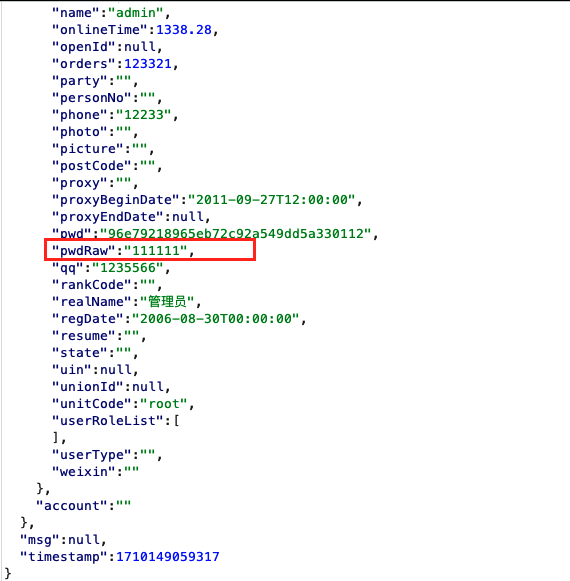 "name":"admin",
"onlineTime":1338.28,
"openId":null,
"orders":123321,
"party":"",
"personNo":"",
"phone":"12233",
"photo":"",
"picture":"",
"postCode":"",
"proxy":"",
"proxyBeginDate":"2011-09-27T12:00:00",
"proxyEndDate":null,
"pwd":"96e79218965eb72c92a549dd5a330112",
"pwdRaw":"111111",
"qq":"1235566",
"rankCode":"",
"realName":"管理员",
"regDate":"2006-08-30T00:00:00",
"resume":"",
"state":"",
"uin":null,
"unionId":null,
"unitCode":"root",
"userRoleList":[
],
"userType":"",
"weixin":""
},
"account":""
},
"msg":null,
"timestamp":1710149059317
}